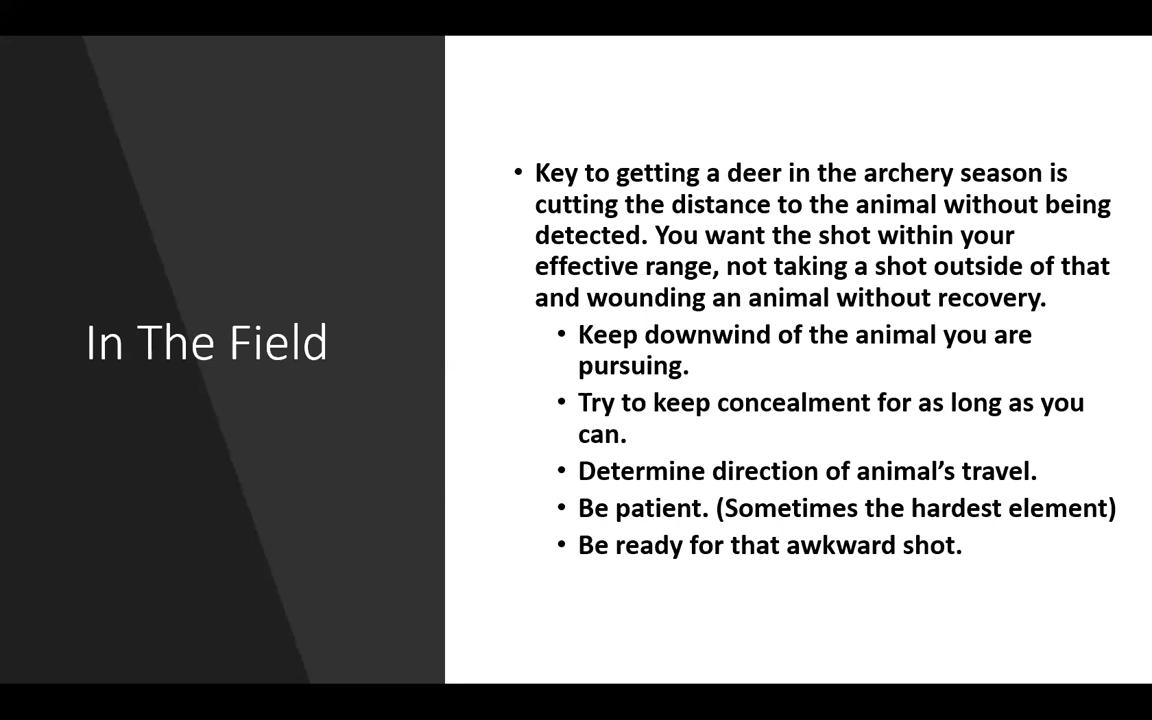 In The Field
• Key to getting a deer in the archery season is
cutting the distance to the animal without being
detected. You want the shot within your
effective range, not taking a shot outside of that
and wounding an animal without recovery.
• Keep downwind of the animal you are
pursuing.
• Try to keep concealment for as long as you
can.
• Determine direction of animal’s travel.
• Be patient. (Sometimes the hardest element)
• Be ready for that awkward shot.